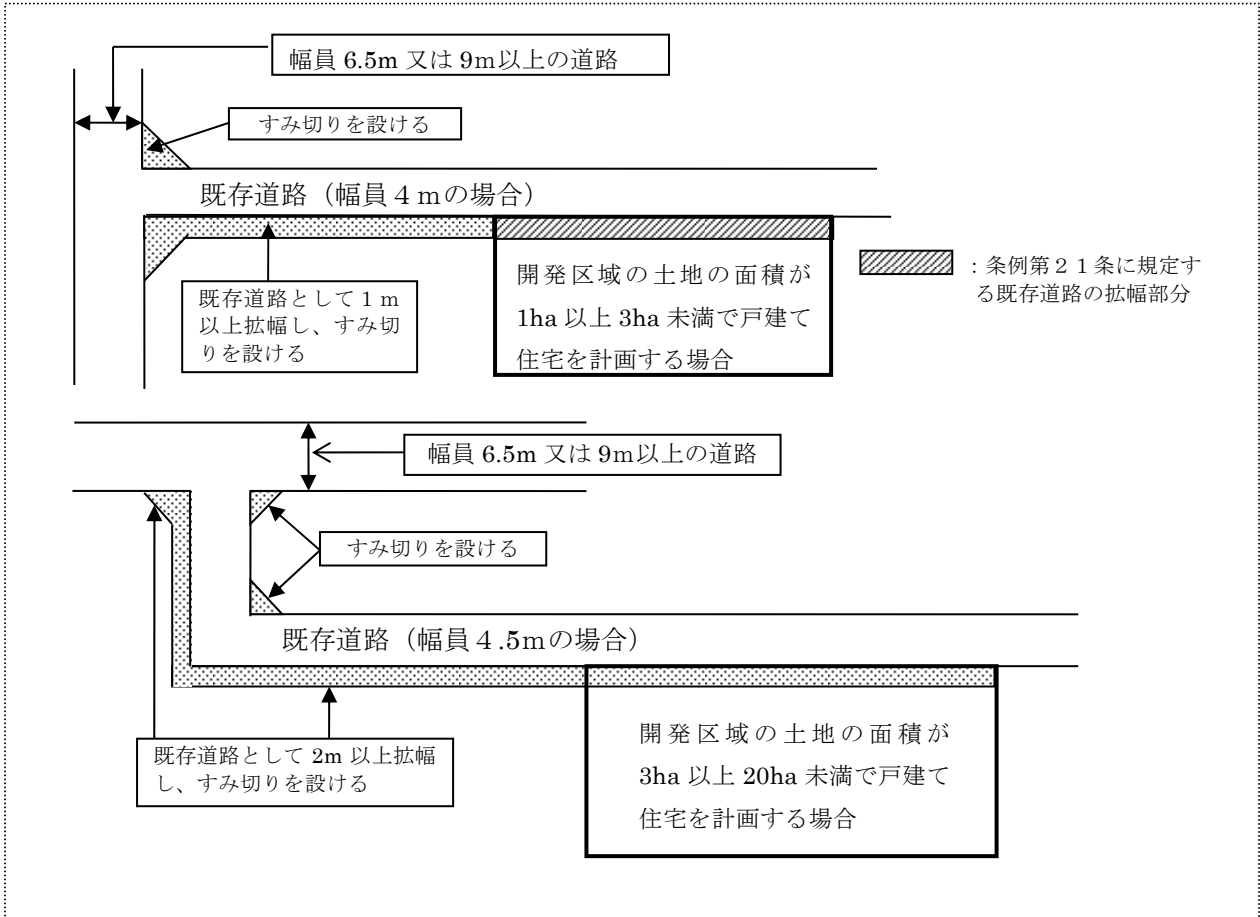 幅員 6.5m 又は 9m以上の道路
すみ切りを設ける
既存道路（幅員４ｍの場合）
既存道路として１ｍ
以上拡幅し、すみ切
りを設ける
開発区域の土地の面積が
1ha 以上 3ha 未満で戸建て
住宅を計画する場合
：条例第２１条に規定す
る既存道路の拡幅部分
幅員 6.5m 又は 9m以上の道路
すみ切りを設ける
既存道路（幅員４.5ｍの場合）
既存道路として 2m 以上拡幅
し、すみ切りを設ける
開発区域の土地の面積が
3ha 以上 20ha 未満で戸建て
住宅を計画する場合